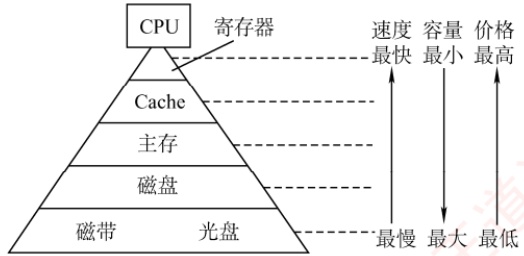 CPU
寄存器
速度 容量 价格
最快 最小 最高
Cache
主存
磁盘
磁带 光盘
最慢 最大 最低